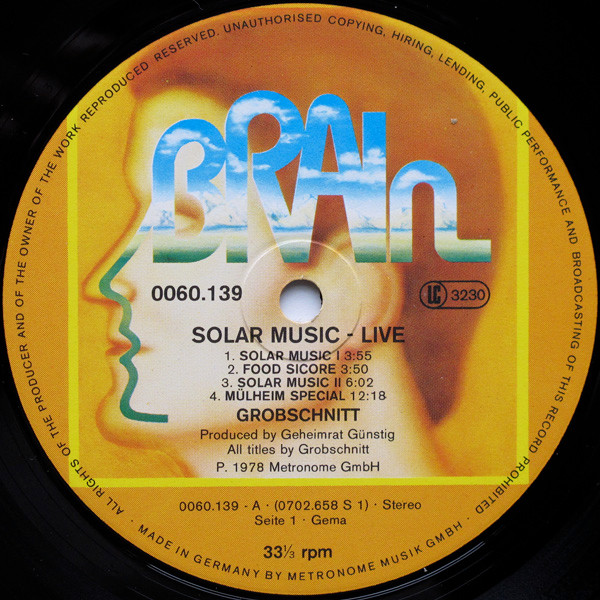 ALL RIGHTS OF THE PRODUCER AND OF THE OWNER OF THE WORK REPRODUCED RESERVED. UNAUTHORISED COPYING, HIRING, LENDING, PUBLIC PERFORMANCE AND BROADCASTING OF THIS RECORD PROHIBITED
BRAIn
0060.139
LC 3230
SOLAR MUSIC - LIVE
1. SOLAR MUSIC I 3:55
2. FOOD SICORE 3:50
3. SOLAR MUSIC II 6:02
4. MÜLHEIM SPECIAL 12:18
GROBSCHNITT
Produced by Geheimrat Günstig
All titles by Grobschnitt
P. 1978 Metronome GmbH
0060.139 - A · (0702.658 S 1) · Stereo
Seite 1 · Gema
33⅓ rpm
· MADE IN GERMANY BY METRONOME MUSIK GMBH ·